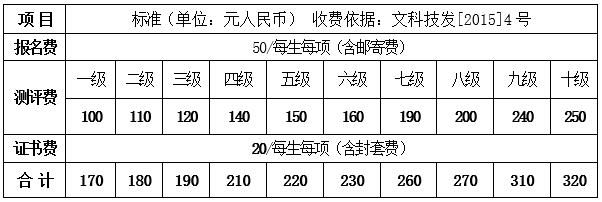 项 目 标准（单位：元人民币） 收费依据：文科技发[2015]4 号
报名费 50/每生每项（含邮寄费）
测评费 一级 二级 三级 四级 五级 六级 七级 八级 九级 十级
100 110 120 140 150 160 190 200 240 250
证书费 20/每生每项（含封套费）
合 计 170 180 190 210 220 230 260 270 310 320